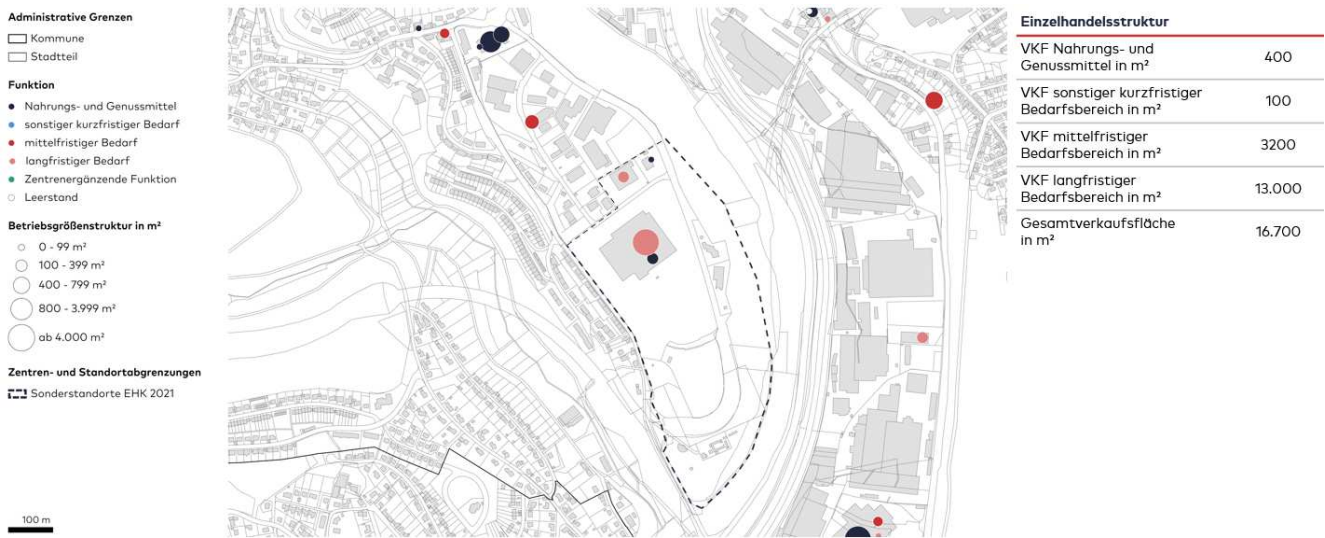 Administrative Grenzen
Kommune
Stadtteil
Funktion
Nahrungs- und Genussmittel
sonstiger kurzfristiger Bedarf
mittelfristiger Bedarf
langfristiger Bedarf
Zentrenergänzende Funktion
Leerstand
Betriebsgrößenstruktur in m²
0 - 99 m²
100 - 399 m²
400 - 799 m²
800 - 3.999 m²
ab 4.000 m²
Zentren- und Standortabgrenzungen
Sonderstandorte EHK 2021
100 m
Einzelhandelsstruktur
VKF Nahrungs- und
Genussmittel in m² 400
VKF sonstiger kurzfristiger
Bedarfsbereich in m² 100
VKF mittelfristiger
Bedarfsbereich in m² 3200
VKF langfristiger
Bedarfsbereich in m² 13.000
Gesamtverkaufsfläche
in m² 16.700